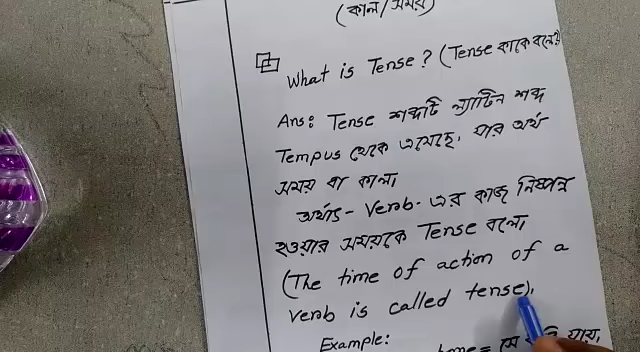 (কাল/সময়)
What is Tense? (Tense কাকে বলে?)
Ans: Tense শব্দটি ল্যাটিন শব্দ
Tempus থেকে এসেছে, যার অর্থ
সময় বা কাল।
অর্থাৎ - Verb-এর কাজ নিষ্পন্ন
হওয়ার সময়কে Tense বলে।
(The time of action of a
Verb is called tense)।
Example:
home = সে যায়,